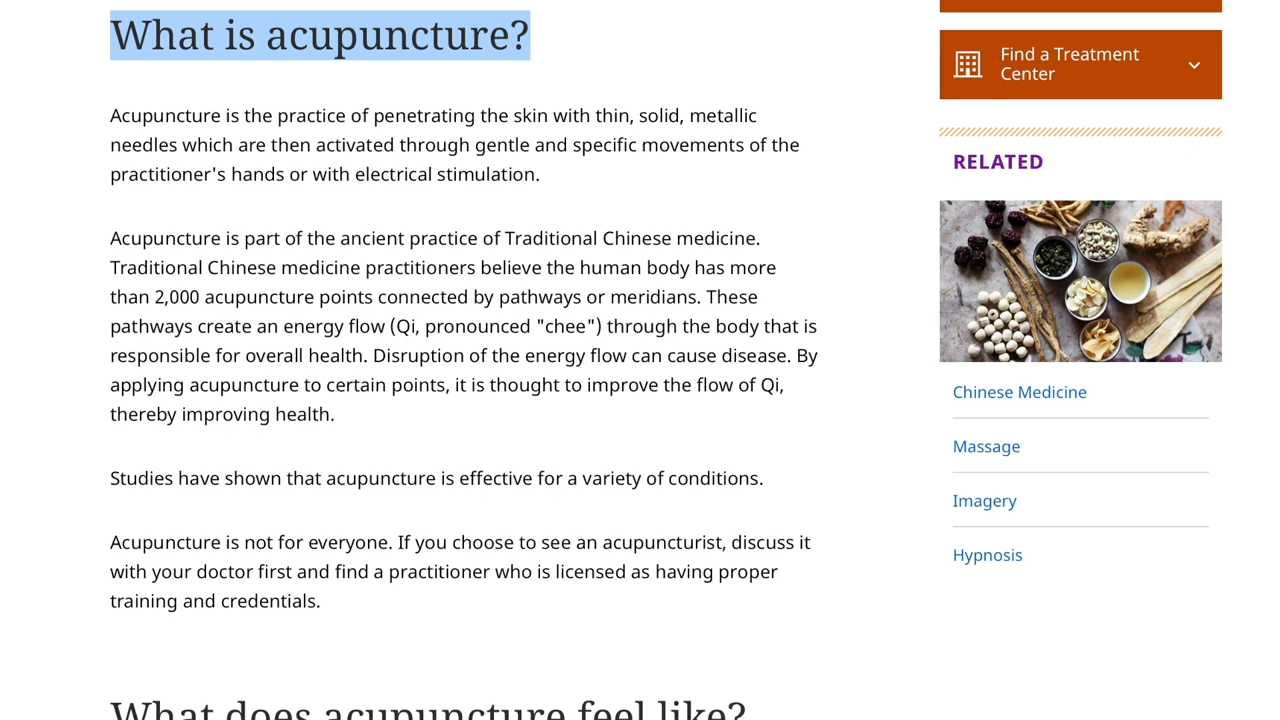 What is acupuncture?
Acupuncture is the practice of penetrating the skin with thin, solid, metallic
needles which are then activated through gentle and specific movements of the
practitioner's hands or with electrical stimulation.
Acupuncture is part of the ancient practice of Traditional Chinese medicine.
Traditional Chinese medicine practitioners believe the human body has more
than 2,000 acupuncture points connected by pathways or meridians. These
pathways create an energy flow (Qi, pronounced "chee") through the body that is
responsible for overall health. Disruption of the energy flow can cause disease. By
applying acupuncture to certain points, it is thought to improve the flow of Qi,
thereby improving health.
Studies have shown that acupuncture is effective for a variety of conditions.
Acupuncture is not for everyone. If you choose to see an acupuncturist, discuss it
with your doctor first and find a practitioner who is licensed as having proper
training and credentials.
What does acupuncture feel like?
Find a Treatment
Center
RELATED
Chinese Medicine
Massage
Imagery
Hypnosis